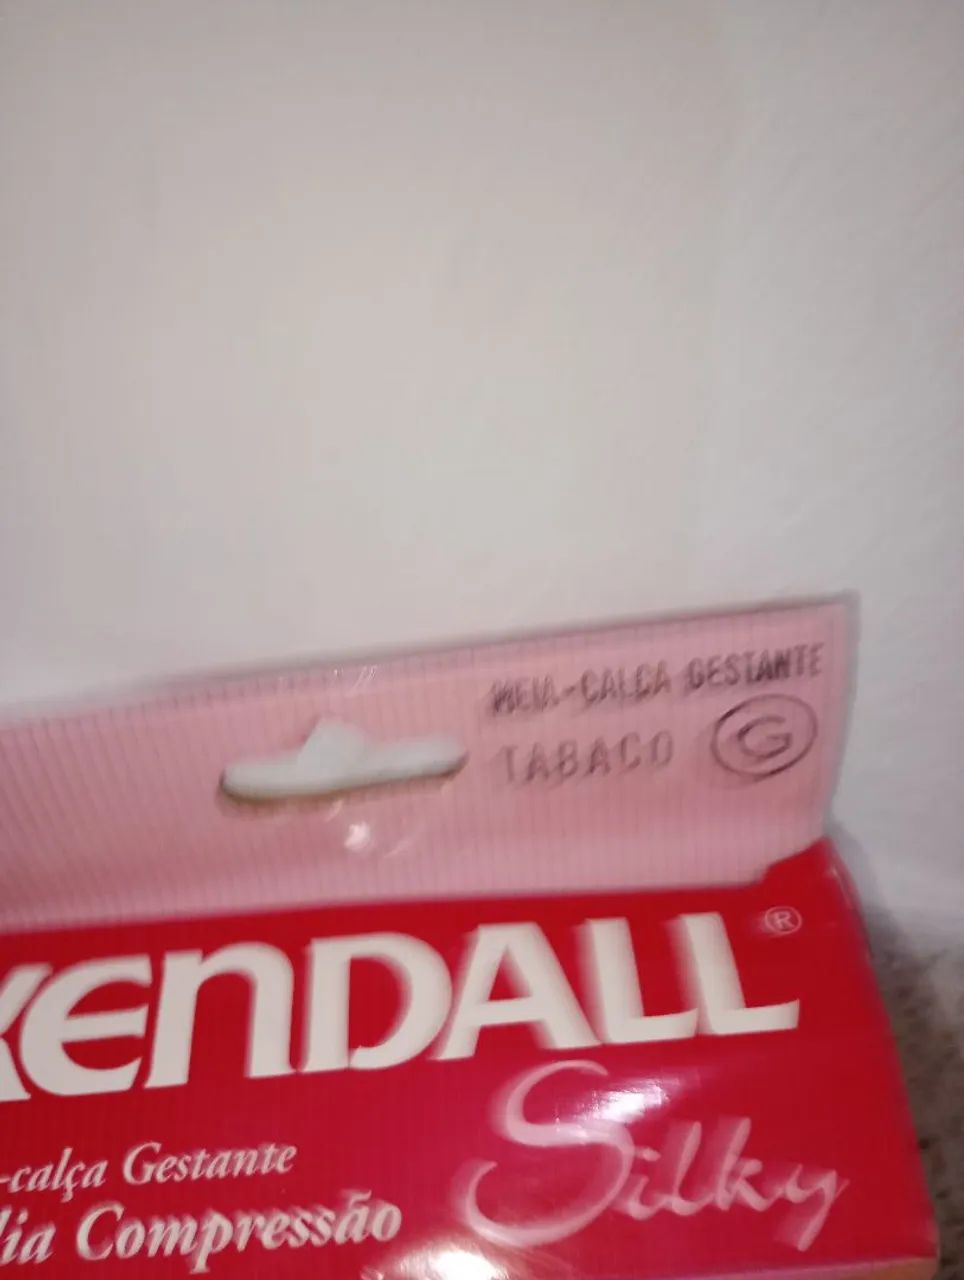 MEIA-CALÇA GESTANTE
TABACO G
KENDALL®
Silky
-calça Gestante
dia Compressão